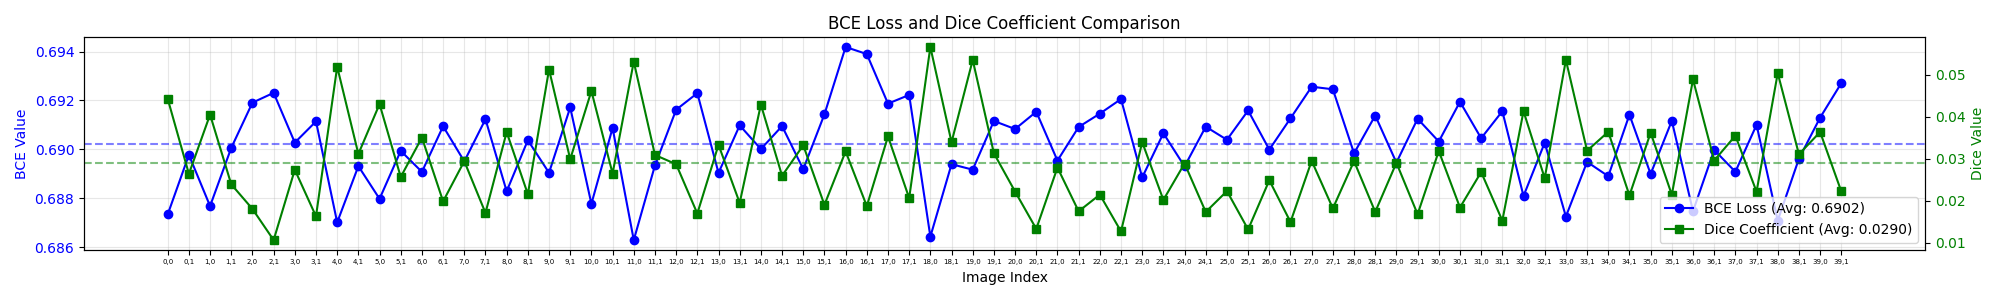 BCE Loss and Dice Coefficient Comparison
BCE Value
0.694
0.692
0.690
0.688
0.686
0.05
0.04
0.03
0.02
0.01
Dice Value
BCE Loss (Avg: 0.6902)
Dice Coefficient (Avg: 0.0290)
0,0 0,1 1,0 1,1 2,0 2,1 3,0 3,1 4,0 4,1 5,0 5,1 6,0 6,1 7,0 7,1 8,0 8,1 9,0 9,1 10,0 10,1 11,0 11,1 12,0 12,1 13,0 13,1 14,0 14,1 15,0 15,1 16,0 16,1 17,0 17,1 18,0 18,1 19,0 19,1 20,0 20,1 21,0 21,1 22,0 22,1 23,0 23,1 24,0 24,1 25,0 25,1 26,0 26,1 27,0 27,1 28,0 28,1 29,0 29,1 30,0 30,1 31,0 31,1 32,0 32,1 33,0 33,1 34,0 34,1 35,0 35,1 36,0 36,1 37,0 37,1 38,0 38,1 39,0 39,1
Image Index